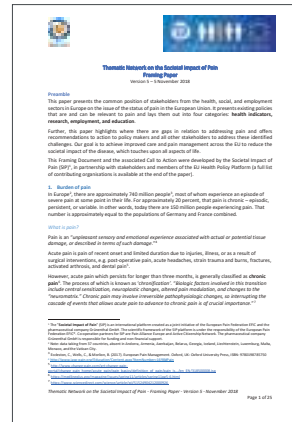 Thematic Network on the Societal Impact of Pain
Framing Paper
Version 5 – 5 November 2018
Preamble
This paper presents the common position of stakeholders from the health, social, and employment
sectors in Europe on the issue of the status of pain in the European Union. It presents existing policies
that are and can be relevant to pain and lays them out into four categories: health indicators,
research, employment, and education.
Further, this paper highlights where there are gaps in relation to addressing pain and offers
recommendations to action to policy makers and all other stakeholders to address these identified
challenges. Our goal is to achieve improved care and pain management across the EU to reduce the
societal impact of the disease, which touches upon all aspects of life.
This Framing Document and the associated Call to Action were developed by the Societal Impact of
Pain (SIP)¹, in partnership with stakeholders and members of the EU Health Policy Platform (a full list
of contributing organisations is available at the end of the paper).
1. Burden of pain
In Europe², there are approximately 740 million people³, most of whom experience an episode of
severe pain at some point in their life. For approximately 20 percent, that pain is chronic – episodic,
persistent, or variable. In other words, today there are 150 million people experiencing pain. That
number is approximately equal to the populations of Germany and France combined.
What is pain?
Pain is an "unpleasant sensory and emotional experience associated with actual or potential tissue
damage, or described in terms of such damage."⁴
Acute pain is pain of recent onset and limited duration due to injuries, illness, or as a result of
surgical interventions, e.g. post-operative pain, acute headaches, strain trauma and burns, fractures,
activated arthrosis, and dental pain⁵.
However, acute pain which persists for longer than three months, is generally classified as chronic
pain⁶. The process of which is known as 'chronification'. "Biologic factors involved in this transition
include central sensitization, neuroplastic changes, altered pain modulation, and changes to the
"neuromatrix." Chronic pain may involve irreversible pathophysiologic changes, so interrupting the
cascade of events that allows acute pain to advance to chronic pain is of crucial importance."⁷
Thematic Network on the Societal Impact of Pain - Framing Paper - Version 5 - November 2018
Page 1 of 25